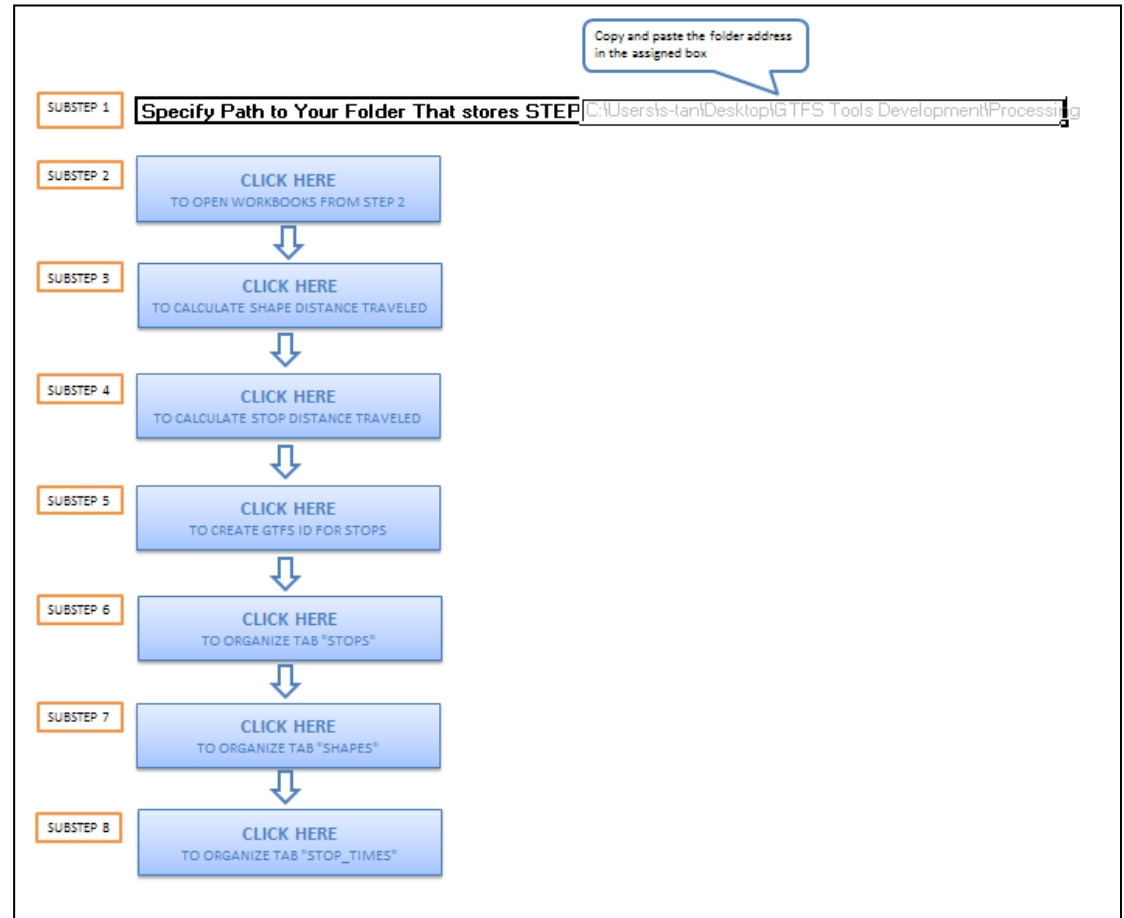 Copy and paste the folder address
in the assigned box
SUBSTEP 1
Specify Path to Your Folder That stores STEP C:\Users\s-tan\Desktop\GTFS Tools Development\Processing
SUBSTEP 2
CLICK HERE
TO OPEN WORKBOOKS FROM STEP 2
SUBSTEP 3
CLICK HERE
TO CALCULATE SHAPE DISTANCE TRAVELED
SUBSTEP 4
CLICK HERE
TO CALCULATE STOP DISTANCE TRAVELED
SUBSTEP 5
CLICK HERE
TO CREATE GTFS ID FOR STOPS
SUBSTEP 6
CLICK HERE
TO ORGANIZE TAB "STOPS"
SUBSTEP 7
CLICK HERE
TO ORGANIZE TAB "SHAPES"
SUBSTEP 8
CLICK HERE
TO ORGANIZE TAB "STOP_TIMES"